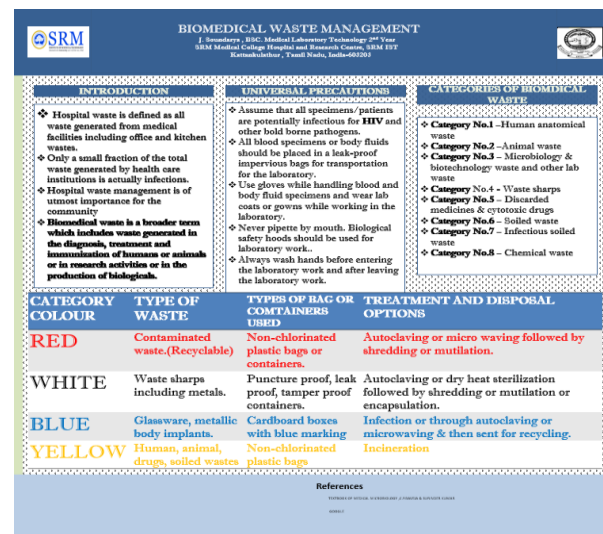 SRM
BIOMEDICAL WASTE MANAGEMENT
J. Soundarya , BSC. Medical Laboratory Technology 2nd Year
SRM Medical College Hospital and Research Centre, SRM IST
Kattankulathur , Tamil Nadu, India-603203
INTRODUCTION
❖ Hospital waste is defined as all
waste generated from medical
facilities including office and kitchen
wastes.
❖ Only a small fraction of the total
waste generated by health care
institutions is actually infectious.
❖ Hospital waste management is of
utmost importance for the
community
❖ Biomedical waste is a broader term
which includes waste generated in
the diagnosis, treatment and
immunization of humans or animals
or in research activities or in the
production of biologicals.
UNIVERSAL PRECAUTIONS
❖ Assume that all specimens/patients
are potentially infectious for HIV and
other bold borne pathogens.
❖ All blood specimens or body fluids
should be placed in a leak-proof
impervious bags for transportation
for the laboratory.
❖ Use gloves while handling blood and
body fluid specimens and wear lab
coats or gowns while working in the
laboratory.
❖ Never pipette by mouth. Biological
safety hoods should be used for
laboratory work..
❖ Always wash hands before entering
the laboratory work and after leaving
the laboratory work.
CATEGORIES OF BIOMDICAL
WASTE
❖ Category No.1 –Human anatomical
waste
❖ Category No.2 –Animal waste
❖ Category No.3 – Microbiology &
biotechnology waste and other lab
waste
❖ Category No.4 - Waste sharps
❖ Category No.5 – Discarded
medicines & cytotoxic drugs
❖ Category No.6 – Soiled waste
❖ Category No.7 – Infectious soiled
waste
❖ Category No.8 – Chemical waste
CATEGORY COLOUR
TYPE OF WASTE
TYPES OF BAG OR COMTAINERS USED
TREATMENT AND DISPOSAL OPTIONS
RED
Contaminated
waste.(Recyclable)
Non-chlorinated
plastic bags or
containers.
Autoclaving or micro waving followed by
shredding or mutilation.
WHITE
Waste sharps
including metals.
Puncture proof, leak
proof, tamper proof
containers.
Autoclaving or dry heat sterilization
followed by shredding or mutilation or
encapsulation.
BLUE
Glassware, metallic
body implants.
Cardboard boxes
with blue marking
Infection or through autoclaving or
microwaving & then sent for recycling.
YELLOW
Human, animal,
drugs, soiled wastes
Non-chlorinated
plastic bags
Incineration
References